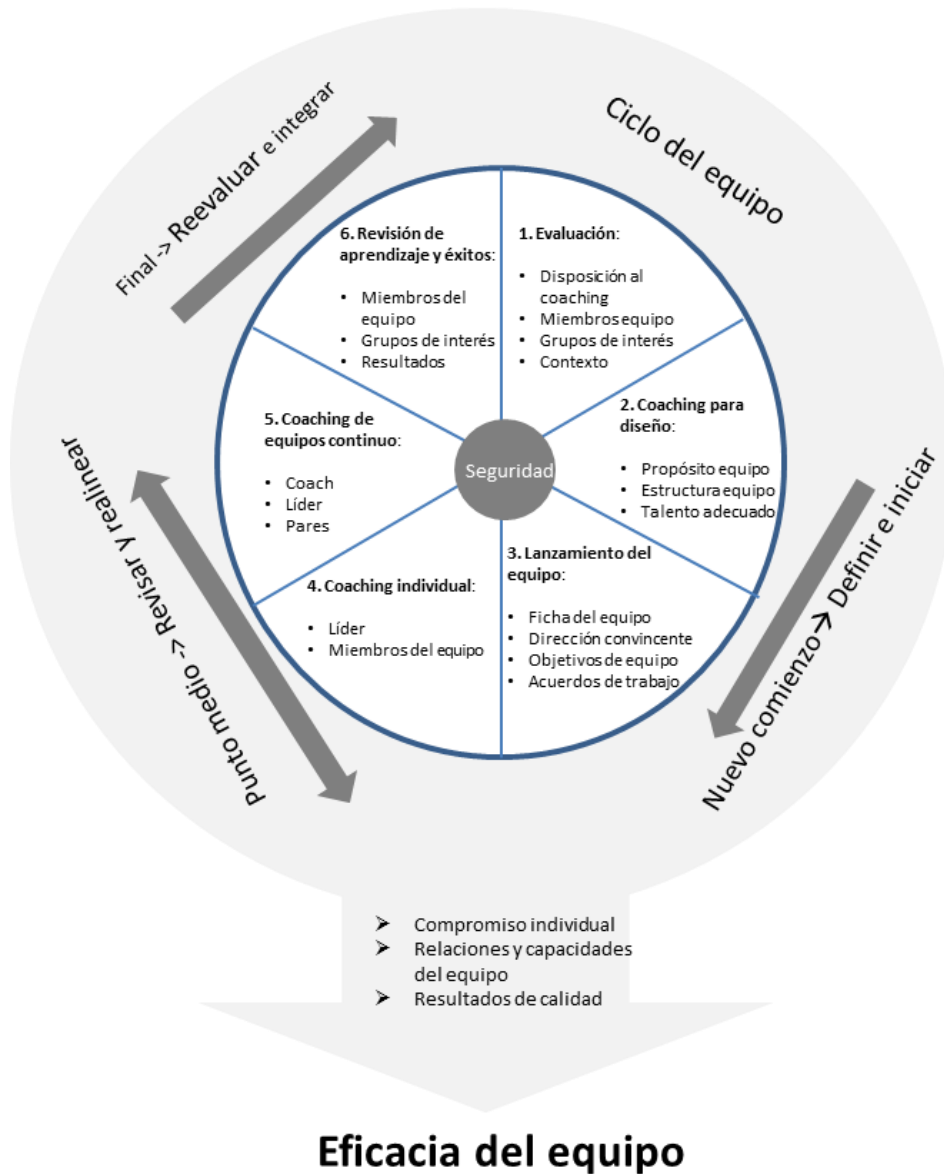 Ciclo del equipo
Final -> Reevaluar e integrar
6. Revisión de
aprendizaje y éxitos:
• Miembros del
equipo
• Grupos de interés
• Resultados
1. Evaluación:
• Disposición al
coaching
• Miembros equipo
• Grupos de interés
• Contexto
2. Coaching para
diseño:
• Propósito equipo
• Estructura equipo
• Talento adecuado
5. Coaching de
equipos continuo:
• Coach
• Líder
• Pares
Seguridad
3. Lanzamiento del
equipo:
• Ficha del equipo
• Dirección convincente
• Objetivos de equipo
• Acuerdos de trabajo
4. Coaching individual:
• Líder
• Miembros del equipo
Nuevo comienzo → Definir e iniciar
Punto medio -> Revisar y realinear
➢ Compromiso individual
➢ Relaciones y capacidades
del equipo
➢ Resultados de calidad
Eficacia del equipo